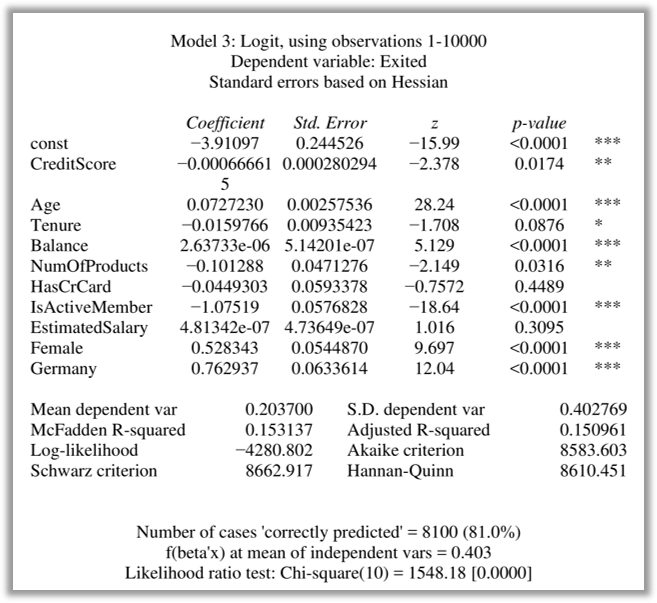 Model 3: Logit, using observations 1-10000
Dependent variable: Exited
Standard errors based on Hessian
Coefficient Std. Error z p-value
const −3.91097 0.244526 −15.99 <0.0001 ***
CreditScore −0.00066661 0.000280294 −2.378 0.0174 **
5
Age 0.0727230 0.00257536 28.24 <0.0001 ***
Tenure −0.0159766 0.00935423 −1.708 0.0876 *
Balance 2.63733e-06 5.14201e-07 5.129 <0.0001 ***
NumOfProducts −0.101288 0.0471276 −2.149 0.0316 **
HasCrCard −0.0449303 0.0593378 −0.7572 0.4489
IsActiveMember −1.07519 0.0576828 −18.64 <0.0001 ***
EstimatedSalary 4.81342e-07 4.73649e-07 1.016 0.3095
Female 0.528343 0.0544870 9.697 <0.0001 ***
Germany 0.762937 0.0633614 12.04 <0.0001 ***
Mean dependent var 0.203700 S.D. dependent var 0.402769
McFadden R-squared 0.153137 Adjusted R-squared 0.150961
Log-likelihood −4280.802 Akaike criterion 8583.603
Schwarz criterion 8662.917 Hannan-Quinn 8610.451
Number of cases 'correctly predicted' = 8100 (81.0%)
f(beta'x) at mean of independent vars = 0.403
Likelihood ratio test: Chi-square(10) = 1548.18 [0.0000]